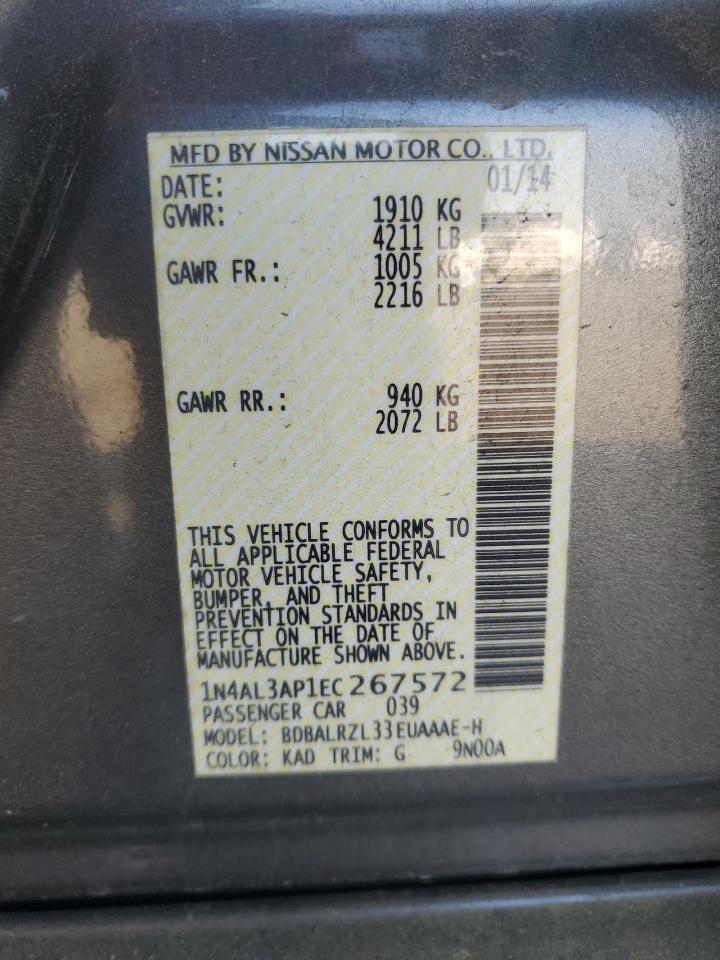 MFD BY NISSAN MOTOR CO., LTD.
DATE: 01/14
GVWR: 1910 KG
4211 LB
GAWR FR.: 1005 KG
2216 LB
GAWR RR.: 940 KG
2072 LB
THIS VEHICLE CONFORMS TO
ALL APPLICABLE FEDERAL
MOTOR VEHICLE SAFETY,
BUMPER, AND THEFT
PREVENTION STANDARDS IN
EFFECT ON THE DATE OF
MANUFACTURE SHOWN ABOVE.
1N4AL3AP1EC267572
PASSENGER CAR 039
MODEL: BDBALRZL33EUAAAE-H
COLOR: KAD TRIM: G 9N00A